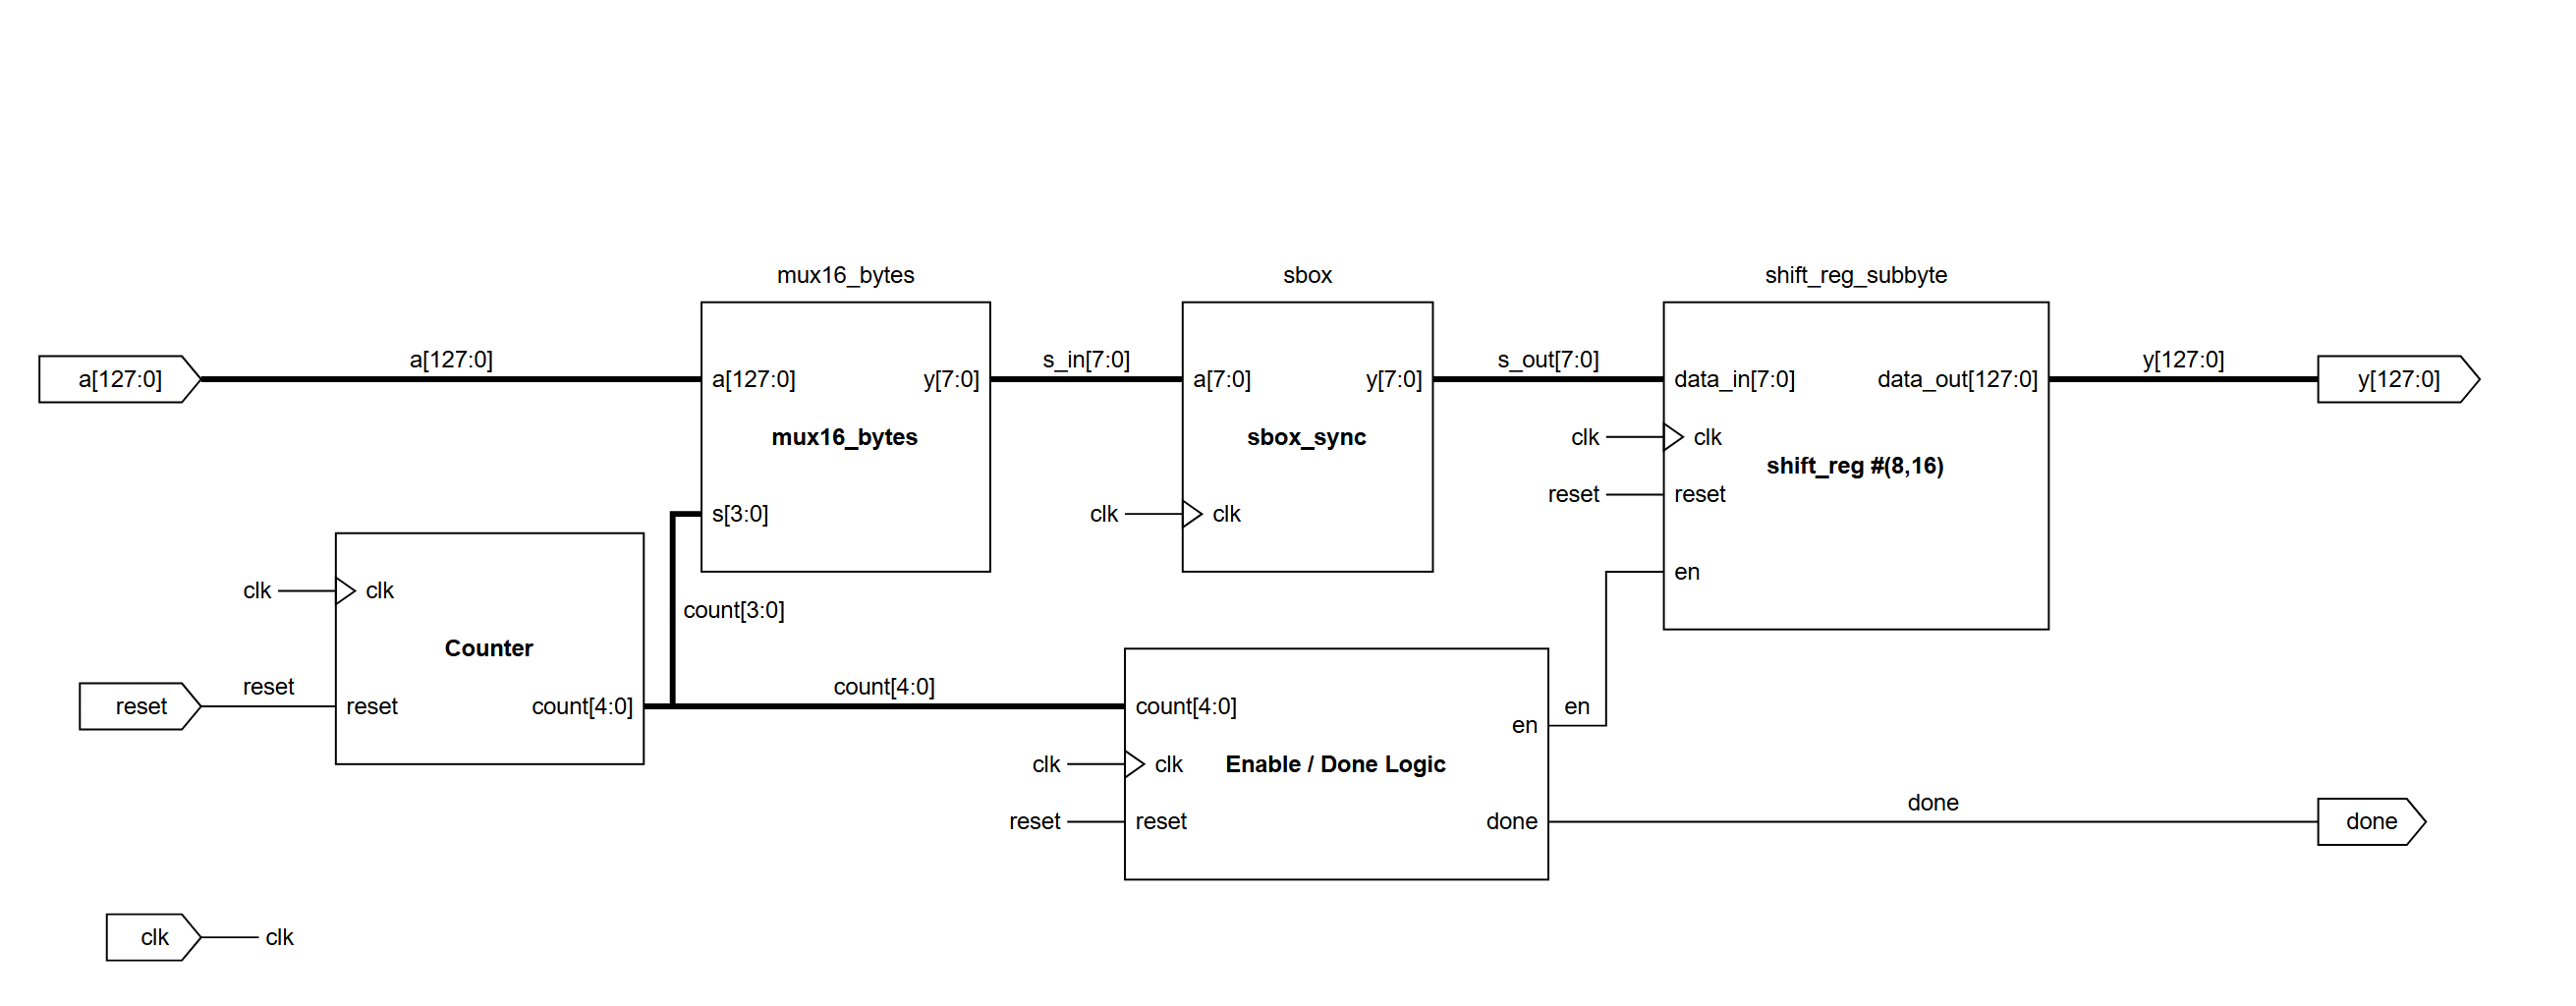 mux16_bytes
sbox
shift_reg_subbyte
a[127:0]
a[127:0]
a[127:0]
y[7:0]
s_in[7:0]
a[7:0]
y[7:0]
s_out[7:0]
data_in[7:0]
data_out[127:0]
y[127:0]
y[127:0]
mux16_bytes
sbox_sync
clk
clk
shift_reg #(8,16)
reset
reset
s[3:0]
clk
clk
en
clk
clk
count[3:0]
Counter
reset
reset
reset
count[4:0]
count[4:0]
count[4:0]
en
en
clk
clk
Enable / Done Logic
reset
reset
done
done
done
clk
clk